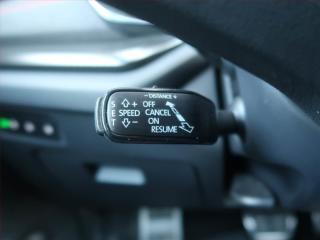 − DISTANCE +
S ⇧ + OFF
E SPEED CANCEL
T ⇩ − ON
RESUME